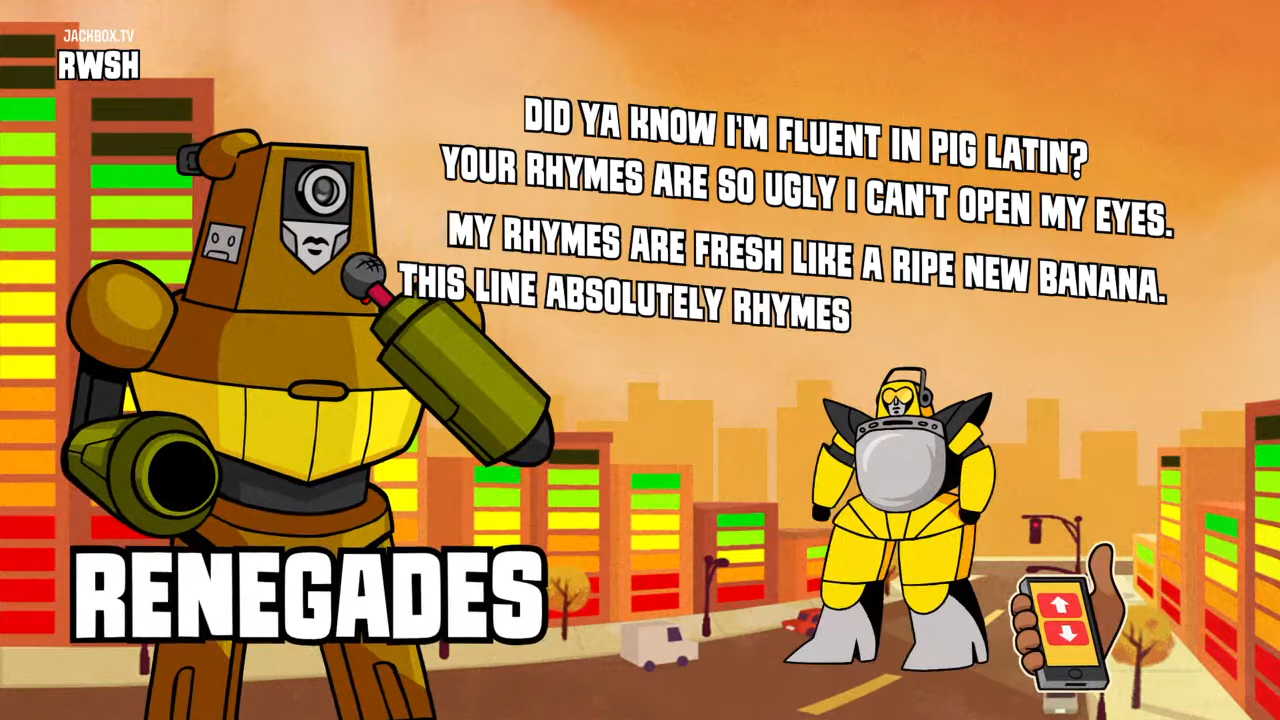 JACKBOX.TV
RWSH
DID YA KNOW I'M FLUENT IN PIG LATIN?
YOUR RHYMES ARE SO UGLY I CAN'T OPEN MY EYES.
MY RHYMES ARE FRESH LIKE A RIPE NEW BANANA.
THIS LINE ABSOLUTELY RHYMES
RENEGADES